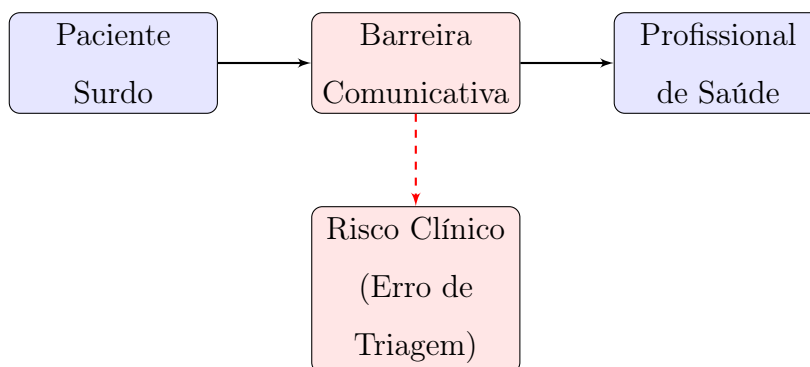 Paciente
Surdo
Barreira
Comunicativa
Profissional
de Saúde
Risco Clínico
(Erro de
Triagem)